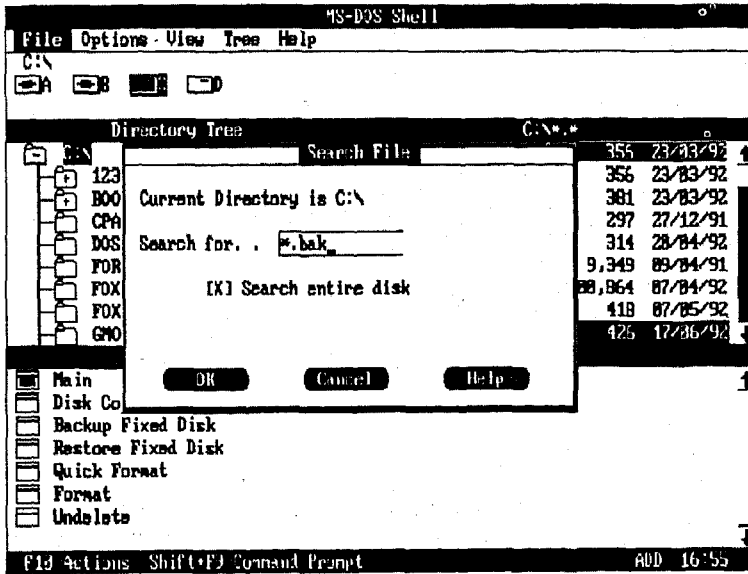 MS-DOS Shell
File Options View Tree Help
C:\
A B C D
Directory Tree C:\*.*
C:\ 356 23/03/92
123 356 23/03/92
BOO 381 23/03/92
CPA 297 27/12/91
DOS 314 28/04/92
FOR 9,349 09/04/91
FOX 07/04/92
FOX 418 07/05/92
GMO 426 17/06/92
Search File
Current Directory is C:\
Search for. . *.bak_
[X] Search entire disk
OK Cancel Help
Main
Disk Co
Backup Fixed Disk
Restore Fixed Disk
Quick Format
Format
Undelete
F10 Actions Shift+F9 Command Prompt ADD 16:55